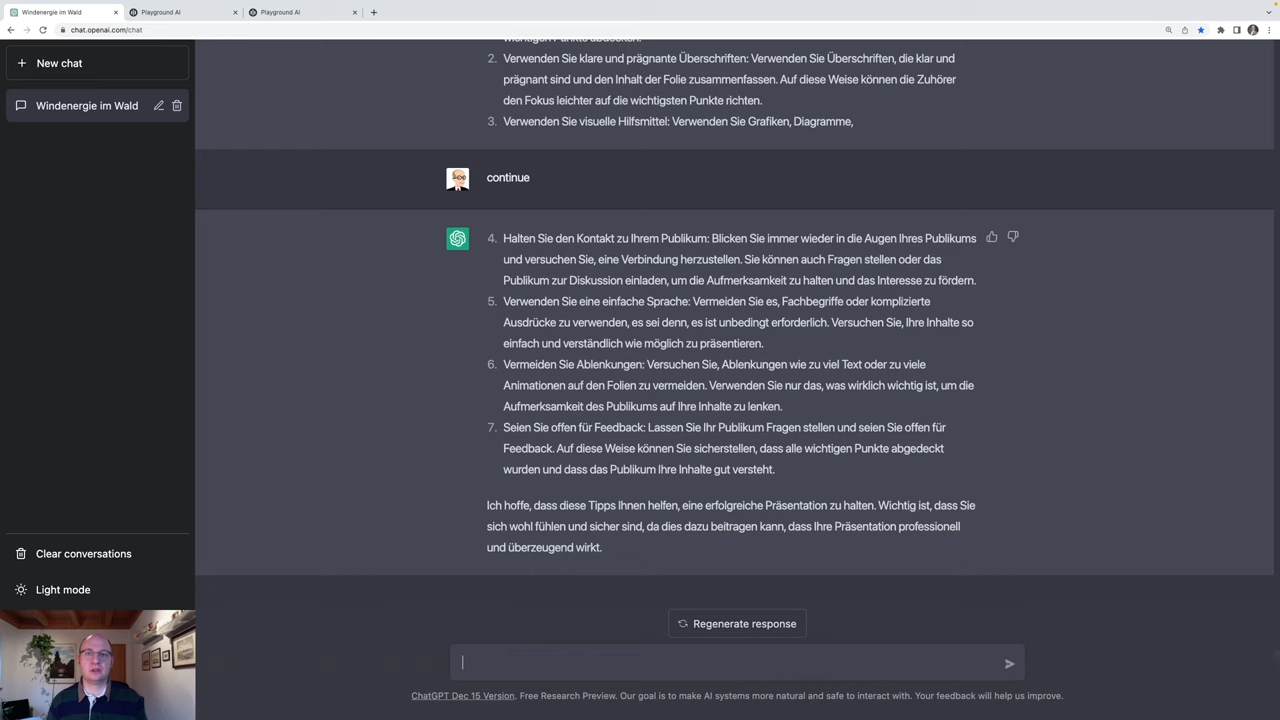 Windenergie im Wald
Playground AI
Playground AI
chat.openai.com/chat
New chat
Windenergie im Wald
wichtigen Punkte abdecken.
2. Verwenden Sie klare und prägnante Überschriften: Verwenden Sie Überschriften, die klar und
prägnant sind und den Inhalt der Folie zusammenfassen. Auf diese Weise können die Zuhörer
den Fokus leichter auf die wichtigsten Punkte richten.
3. Verwenden Sie visuelle Hilfsmittel: Verwenden Sie Grafiken, Diagramme,
continue
4. Halten Sie den Kontakt zu Ihrem Publikum: Blicken Sie immer wieder in die Augen Ihres Publikums
und versuchen Sie, eine Verbindung herzustellen. Sie können auch Fragen stellen oder das
Publikum zur Diskussion einladen, um die Aufmerksamkeit zu halten und das Interesse zu fördern.
5. Verwenden Sie eine einfache Sprache: Vermeiden Sie es, Fachbegriffe oder komplizierte
Ausdrücke zu verwenden, es sei denn, es ist unbedingt erforderlich. Versuchen Sie, Ihre Inhalte so
einfach und verständlich wie möglich zu präsentieren.
6. Vermeiden Sie Ablenkungen: Versuchen Sie, Ablenkungen wie zu viel Text oder zu viele
Animationen auf den Folien zu vermeiden. Verwenden Sie nur das, was wirklich wichtig ist, um die
Aufmerksamkeit des Publikums auf Ihre Inhalte zu lenken.
7. Seien Sie offen für Feedback: Lassen Sie Ihr Publikum Fragen stellen und seien Sie offen für
Feedback. Auf diese Weise können Sie sicherstellen, dass alle wichtigen Punkte abgedeckt
wurden und dass das Publikum Ihre Inhalte gut versteht.
Ich hoffe, dass diese Tipps Ihnen helfen, eine erfolgreiche Präsentation zu halten. Wichtig ist, dass Sie
sich wohl fühlen und sicher sind, da dies dazu beitragen kann, dass Ihre Präsentation professionell
und überzeugend wirkt.
Clear conversations
Light mode
Regenerate response
ChatGPT Dec 15 Version. Free Research Preview. Our goal is to make AI systems more natural and safe to interact with. Your feedback will help us improve.